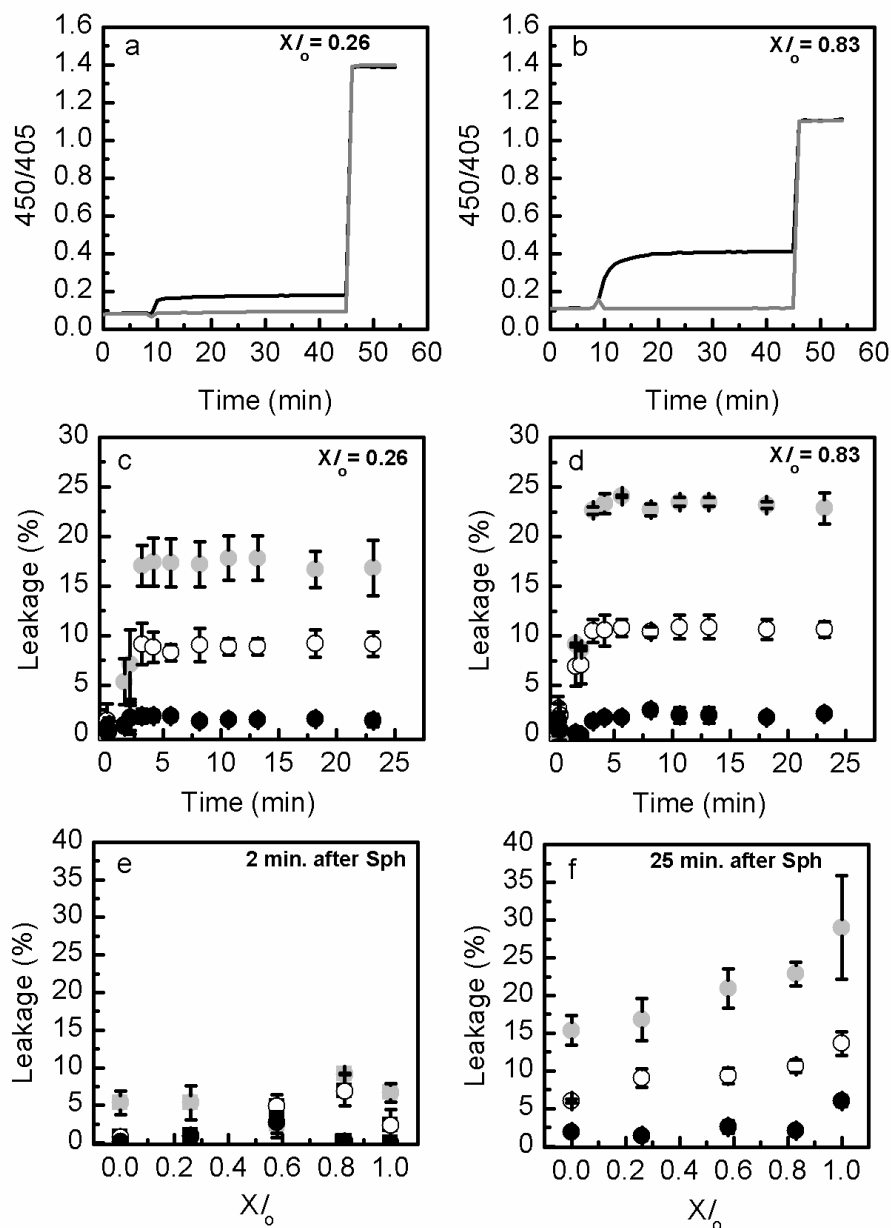 a
X/o = 0.26
450/405
1.4
1.2
1.0
0.8
0.6
0.4
0.2
0.0
0 10 20 30 40 50 60
Time (min)
b
X/o = 0.83
450/405
1.6
1.4
1.2
1.0
0.8
0.6
0.4
0.2
0.0
0 10 20 30 40 50 60
Time (min)
c
X/o = 0.26
Leakage (%)
30
25
20
15
10
5
0
0 5 10 15 20 25
Time (min)
d
X/o = 0.83
Leakage (%)
30
25
20
15
10
5
0
0 5 10 15 20 25
Time (min)
e
2 min. after Sph
Leakage (%)
40
35
30
25
20
15
10
5
0
0.0 0.2 0.4 0.6 0.8 1.0
X/o
f
25 min. after Sph
Leakage (%)
40
35
30
25
20
15
10
5
0
0.0 0.2 0.4 0.6 0.8 1.0
X/o